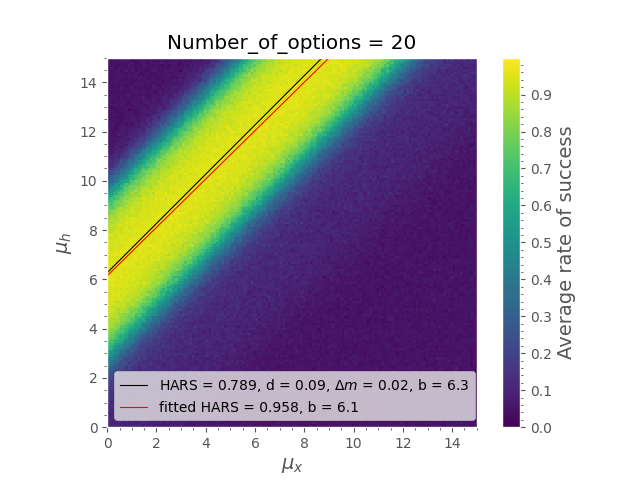 Number_of_options = 20
14
12
10
8
6
4
2
0
μh
HARS = 0.789, d = 0.09, Δm = 0.02, b = 6.3
fitted HARS = 0.958, b = 6.1
0 2 4 6 8 10 12 14
μx
0.9
0.8
0.7
0.6
0.5
0.4
0.3
0.2
0.1
0.0
Average rate of success